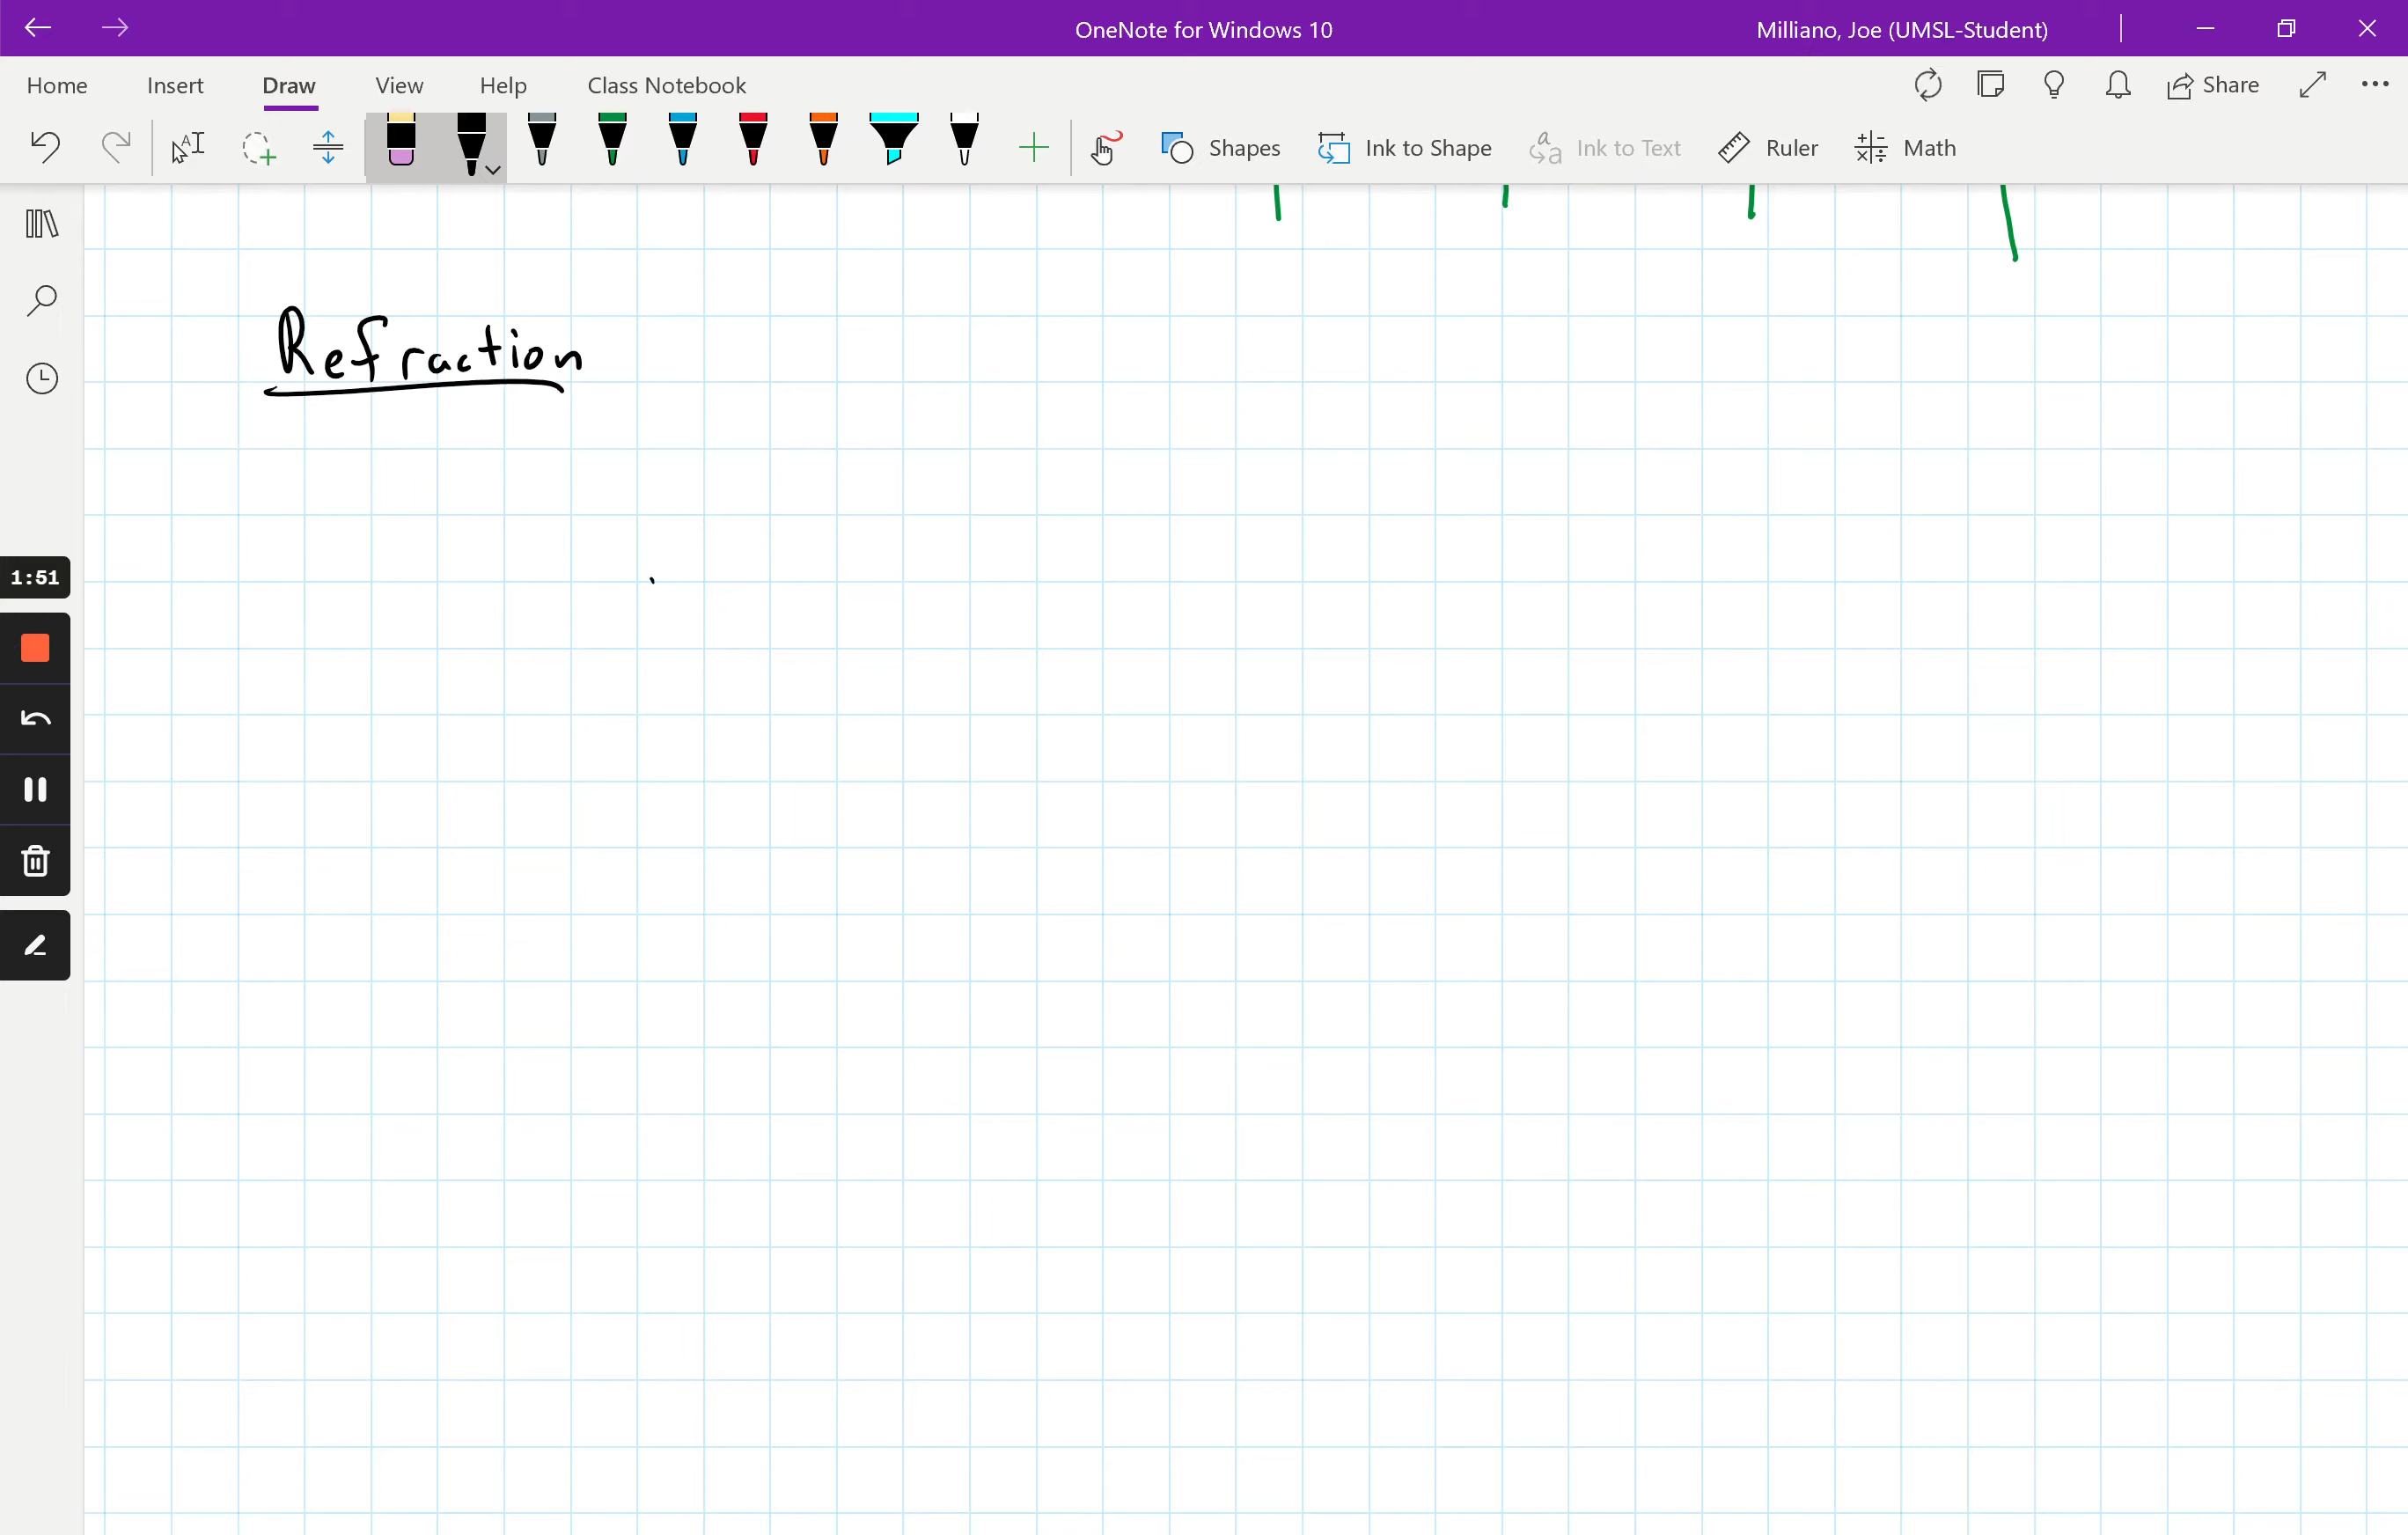 OneNote for Windows 10
Milliano, Joe (UMSL-Student)
Home Insert Draw View Help Class Notebook Share
Shapes Ink to Shape Ink to Text Ruler Math
Refraction
1:51